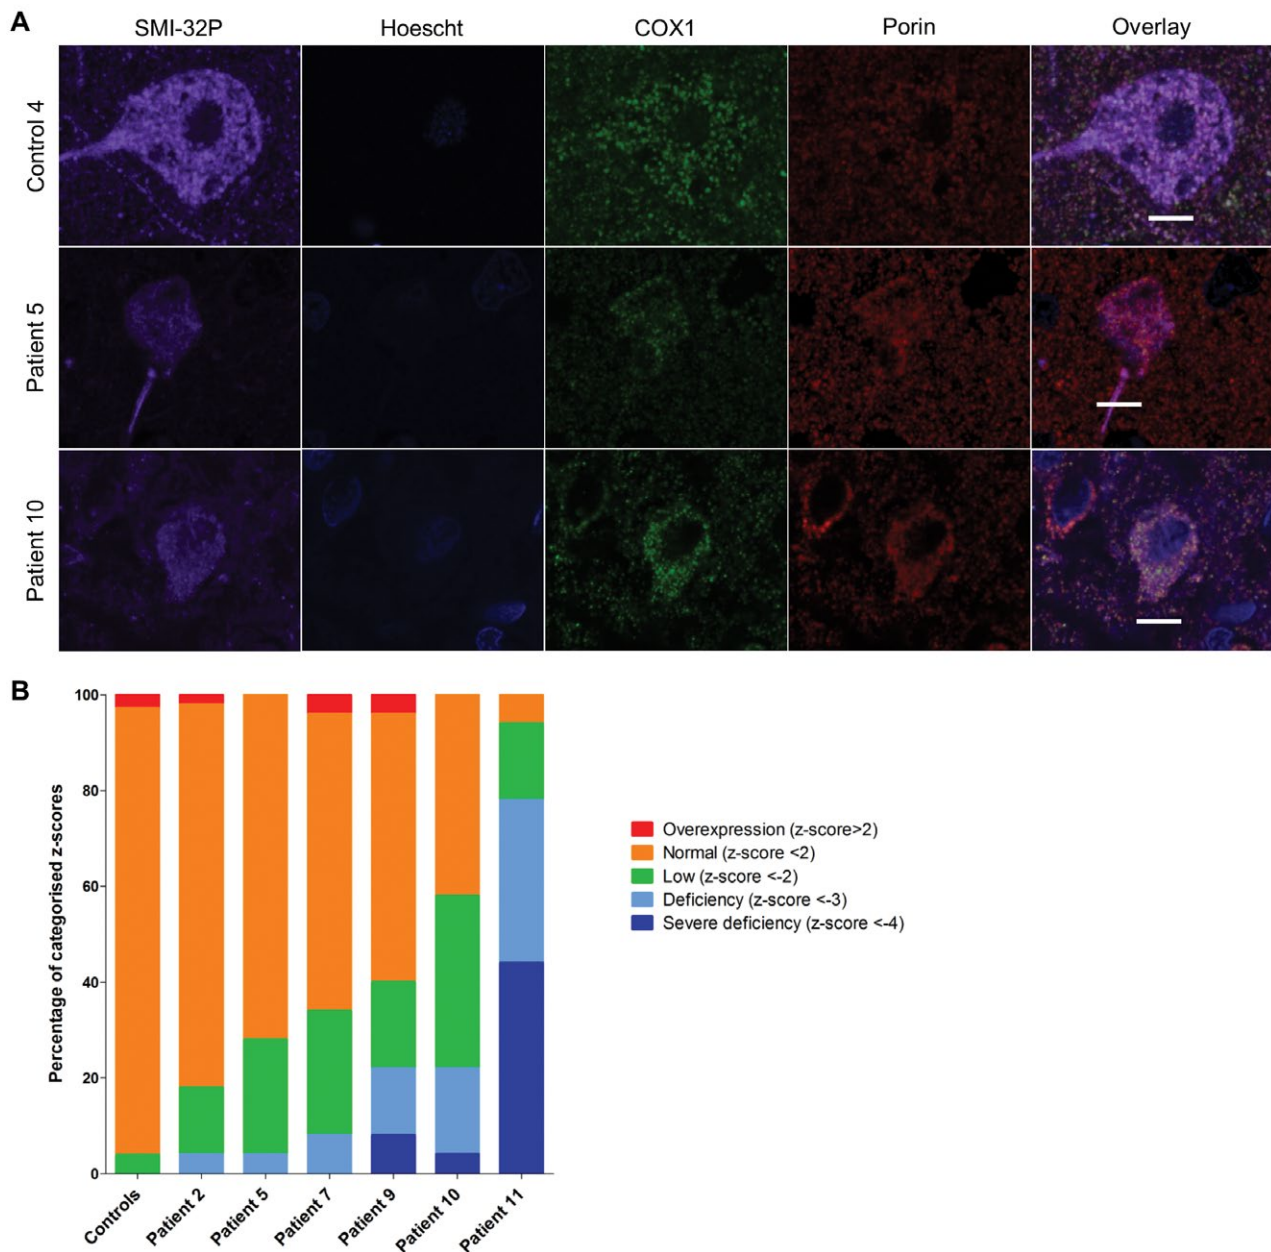 A
SMI-32P Hoescht COX1 Porin Overlay
Control 4
Patient 5
Patient 10
B
Percentage of categorised z-scores
100
80
60
40
20
0
Controls
Patient 2
Patient 5
Patient 7
Patient 9
Patient 10
Patient 11
Overexpression (z-score>2)
Normal (z-score <2)
Low (z-score <-2)
Deficiency (z-score <-3)
Severe deficiency (z-score <-4)